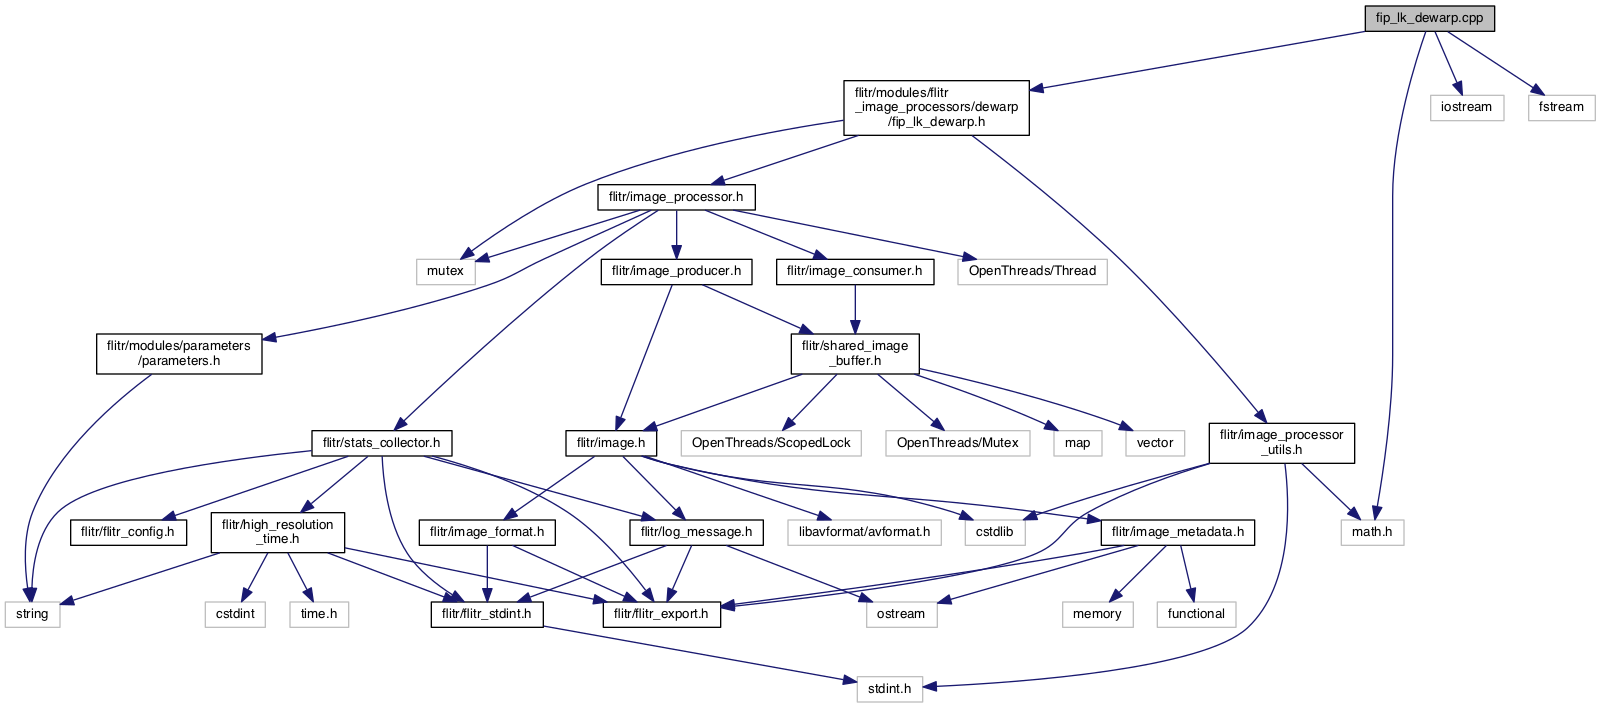 fip_lk_dewarp.cpp
flitr/modules/flitr
_image_processors/dewarp
/fip_lk_dewarp.h
iostream
fstream
flitr/image_processor.h
mutex
flitr/image_producer.h
flitr/image_consumer.h
OpenThreads/Thread
flitr/modules/parameters
/parameters.h
flitr/shared_image
_buffer.h
flitr/stats_collector.h
flitr/image.h
OpenThreads/ScopedLock
OpenThreads/Mutex
map
vector
flitr/image_processor
_utils.h
flitr/flitr_config.h
flitr/high_resolution
_time.h
flitr/image_format.h
flitr/log_message.h
libavformat/avformat.h
cstdlib
flitr/image_metadata.h
math.h
string
cstdint
time.h
flitr/flitr_stdint.h
flitr/flitr_export.h
ostream
memory
functional
stdint.h